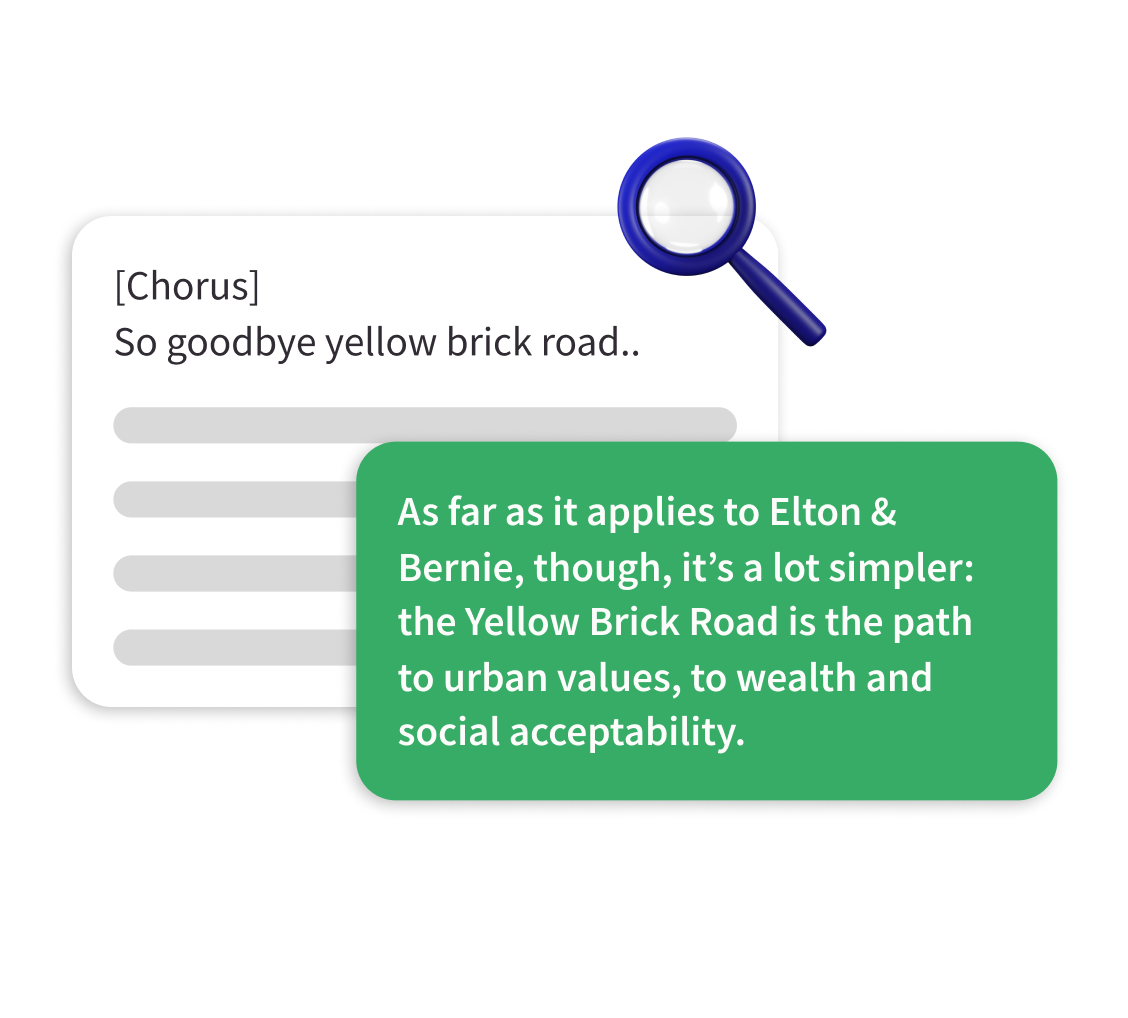 [Chorus]
So goodbye yellow brick road..
As far as it applies to Elton &
Bernie, though, it’s a lot simpler:
the Yellow Brick Road is the path
to urban values, to wealth and
social acceptability.